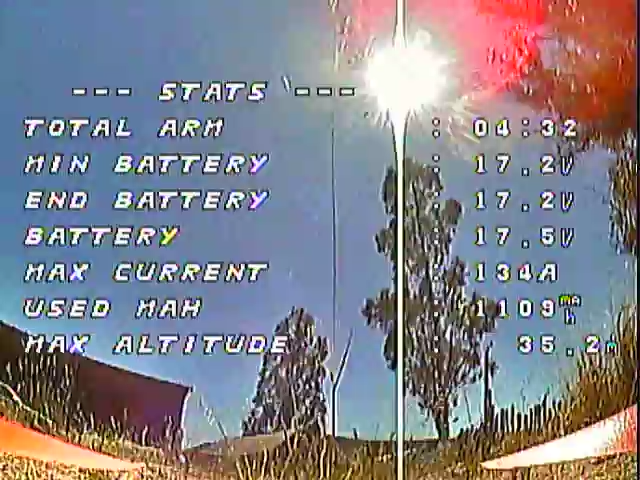 --- STATS ---
TOTAL ARM : 04:32
MIN BATTERY : 17.2V
END BATTERY : 17.2V
BATTERY : 17.5V
MAX CURRENT : 134A
USED MAH : 1109mAh
MAX ALTITUDE : 35.2m